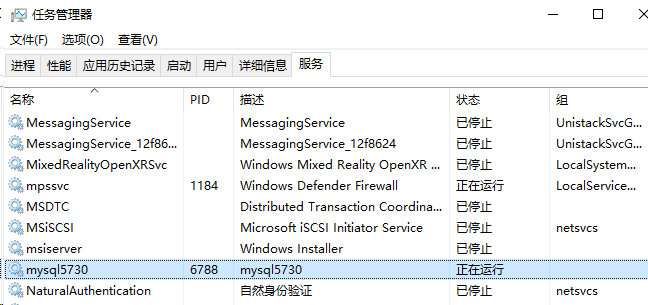 任务管理器
文件(F) 选项(O) 查看(V)
进程 性能 应用历史记录 启动 用户 详细信息 服务
名称 PID 描述 状态 组
MessagingService MessagingService 已停止 UnistackSvcG...
MessagingService_12f86... MessagingService_12f8624 已停止 UnistackSvcG...
MixedRealityOpenXRSvc Windows Mixed Reality OpenXR ... 已停止 LocalSystem...
mpssvc 1184 Windows Defender Firewall 正在运行 LocalService...
MSDTC Distributed Transaction Coordina... 已停止
MSiSCSI Microsoft iSCSI Initiator Service 已停止 netsvcs
msiserver Windows Installer 已停止
mysql5730 6788 mysql5730 正在运行
NaturalAuthentication 自然身份验证 已停止 netsvcs